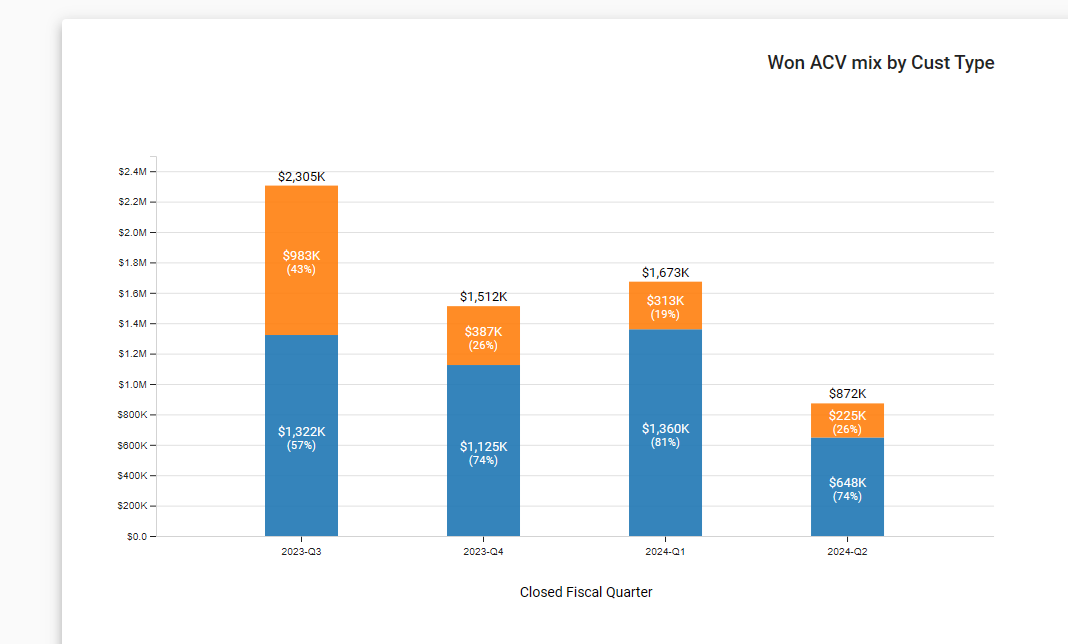 Won ACV mix by Cust Type
$2.4M
$2.2M
$2.0M
$1.8M
$1.6M
$1.4M
$1.2M
$1.0M
$800K
$600K
$400K
$200K
$0.0
$2,305K
$983K
(43%)
$1,322K
(57%)
$1,512K
$387K
(26%)
$1,125K
(74%)
$1,673K
$313K
(19%)
$1,360K
(81%)
$872K
$225K
(26%)
$648K
(74%)
2023-Q3
2023-Q4
2024-Q1
2024-Q2
Closed Fiscal Quarter